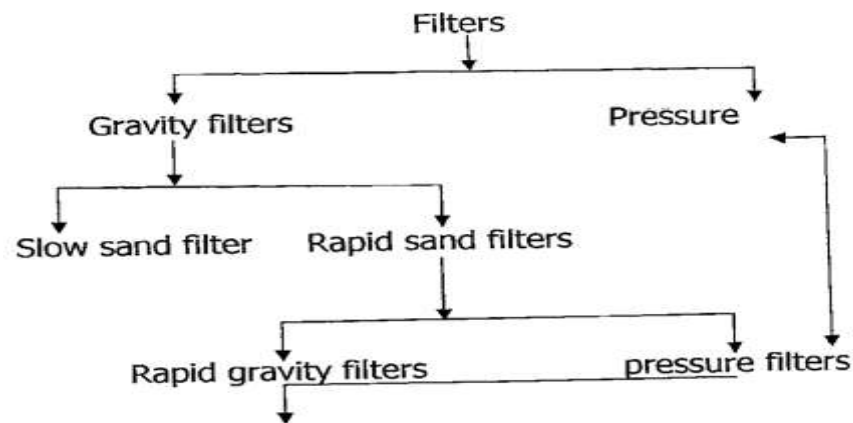 Filters
Gravity filters
Pressure
Slow sand filter
Rapid sand filters
Rapid gravity filters
pressure filters